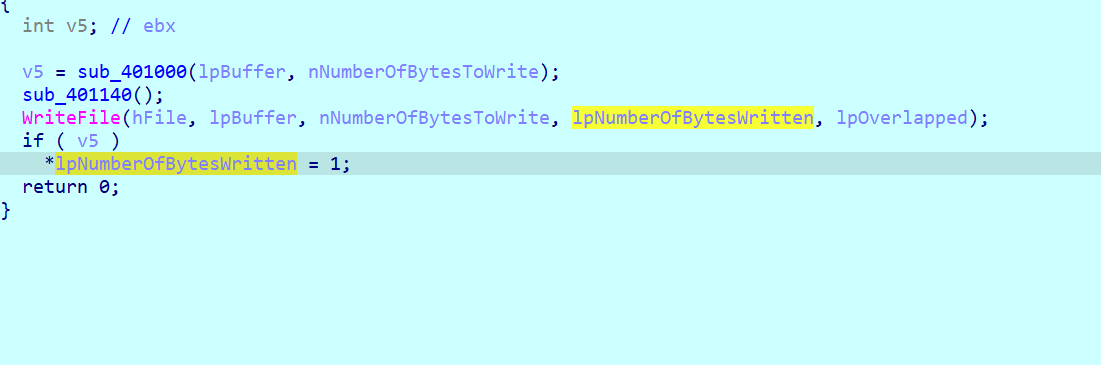 {
int v5; // ebx
v5 = sub_401000(lpBuffer, nNumberOfBytesToWrite);
sub_401140();
WriteFile(hFile, lpBuffer, nNumberOfBytesToWrite, lpNumberOfBytesWritten, lpOverlapped);
if ( v5 )
*lpNumberOfBytesWritten = 1;
return 0;
}